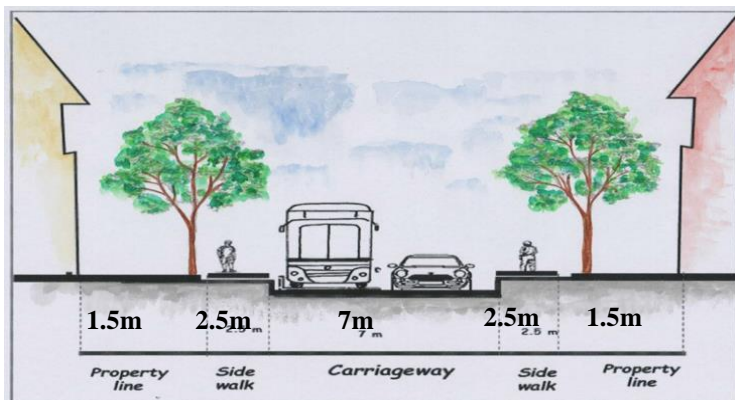 1.5m 2.5m 7m 2.5m 1.5m
2.5 m 7 m 2.5 m
Property line
Side walk
Carriageway
Side walk
Property line